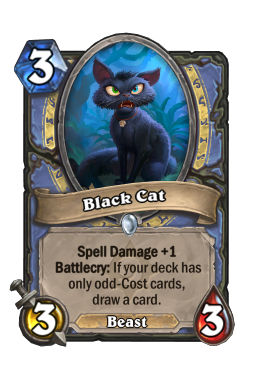 3
Black Cat
Spell Damage +1
Battlecry: If your deck has
only odd-Cost cards,
draw a card.
3
Beast
3